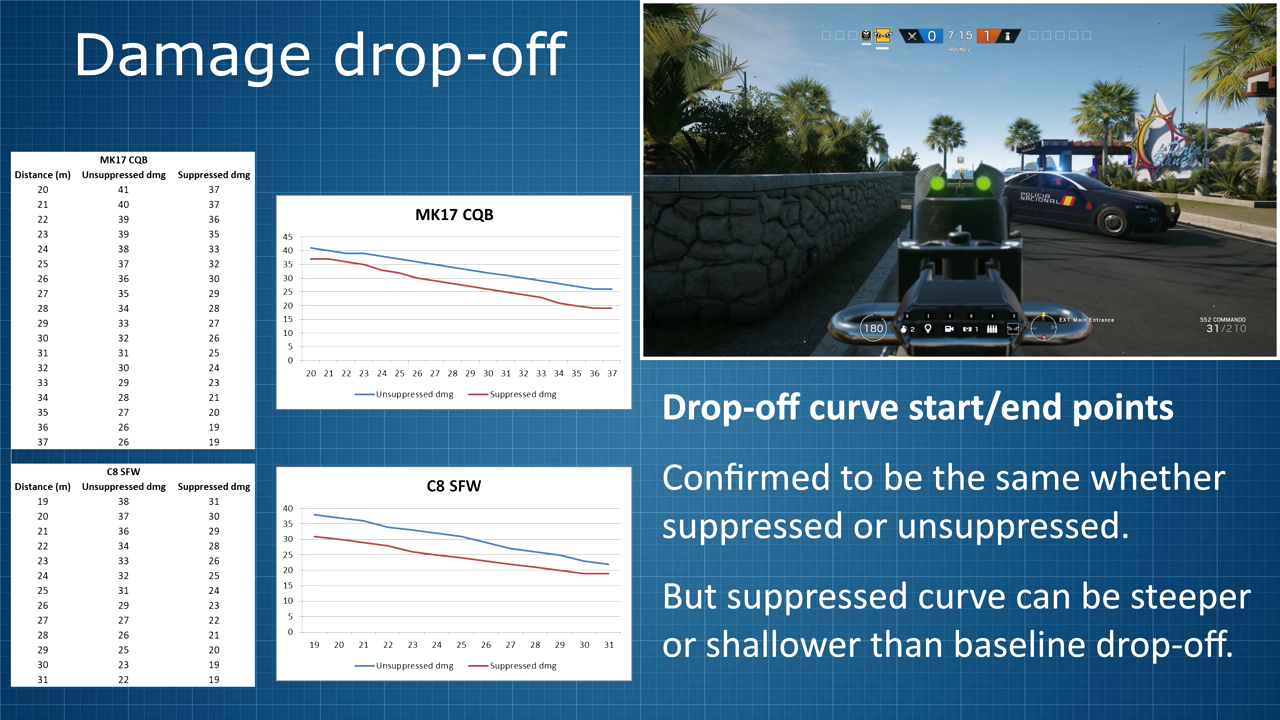 Damage drop-off
MK17 CQB
Distance (m) Unsuppressed dmg Suppressed dmg
20 41 37
21 40 37
22 39 36
23 39 35
24 38 33
25 37 32
26 36 30
27 35 29
28 34 28
29 33 27
30 32 26
31 31 25
32 30 24
33 29 23
34 28 21
35 27 20
36 26 19
37 26 19
C8 SFW
Distance (m) Unsuppressed dmg Suppressed dmg
19 38 31
20 37 30
21 36 29
22 34 28
23 33 26
24 32 25
25 31 24
26 29 23
27 27 22
28 26 21
29 25 20
30 23 19
31 22 19
MK17 CQB
45
40
35
30
25
20
15
10
5
0
20 21 22 23 24 25 26 27 28 29 30 31 32 33 34 35 36 37
Unsuppressed dmg Suppressed dmg
C8 SFW
40
35
30
25
20
15
10
5
0
19 20 21 22 23 24 25 26 27 28 29 30 31
Unsuppressed dmg Suppressed dmg
0 7:15 1
ROUND 2
POLICIA
NACIONAL
180
2
1
EXT Main Entrance
552 COMMANDO
31/210
Drop-off curve start/end points
Confirmed to be the same whether
suppressed or unsuppressed.
But suppressed curve can be steeper
or shallower than baseline drop-off.